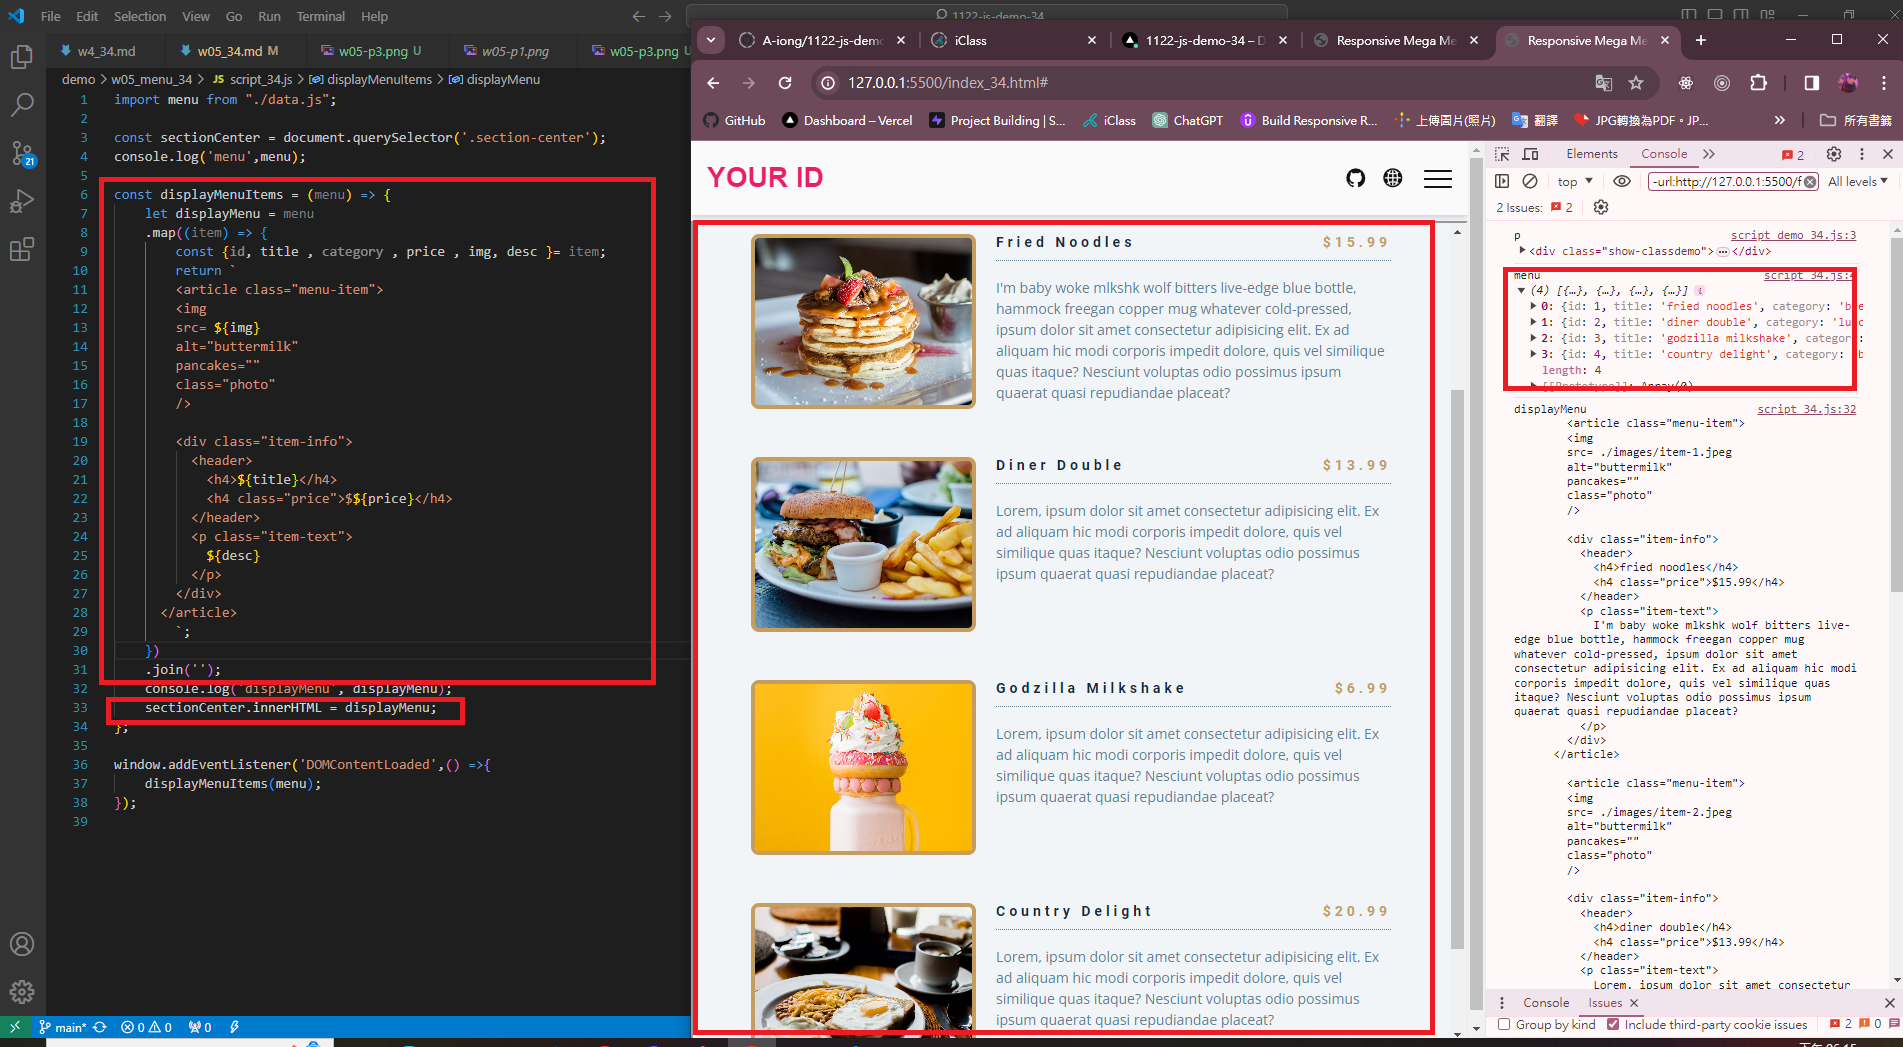 File Edit Selection View Go Run Terminal Help
1122-js-demo-34
w4_34.md
w05_34.md M
w05-p3.png U
w05-p1.png
w05-p3.png U
demo > w05_menu_34 > JS script_34.js > displayMenuItems > displayMenu
1 import menu from "./data.js";
2
3 const sectionCenter = document.querySelector('.section-center');
4 console.log('menu',menu);
5
6 const displayMenuItems = (menu) => {
7 let displayMenu = menu
8 .map((item) => {
9 const {id, title , category , price , img, desc }= item;
10 return `
11 <article class="menu-item">
12 <img
13 src= ${img}
14 alt="buttermilk"
15 pancakes=""
16 class="photo"
17 />
18
19 <div class="item-info">
20 <header>
21 <h4>${title}</h4>
22 <h4 class="price">$${price}</h4>
23 </header>
24 <p class="item-text">
25 ${desc}
26 </p>
27 </div>
28 </article>
29 `;
30 })
31 .join('');
32 console.log('displayMenu', displayMenu);
33 sectionCenter.innerHTML = displayMenu;
34 };
35
36 window.addEventListener('DOMContentLoaded',() =>{
37 displayMenuItems(menu);
38 });
39
21
main* 0 0 0
A-iong/1122-js-dem
iClass
1122-js-demo-34 – D
Responsive Mega Me
Responsive Mega Me
127.0.0.1:5500/index_34.html#
GitHub
Dashboard – Vercel
Project Building | S...
iClass
ChatGPT
Build Responsive R...
上傳圖片(照片)
翻譯
JPG轉換為PDF。JP...
所有書籤
YOUR ID
Fried Noodles $15.99
I'm baby woke mlkshk wolf bitters live-edge blue bottle,
hammock freegan copper mug whatever cold-pressed,
ipsum dolor sit amet consectetur adipisicing elit. Ex ad
aliquam hic modi corporis impedit dolore, quis vel similique
quas itaque? Nesciunt voluptas odio possimus ipsum
quaerat quasi repudiandae placeat?
Diner Double $13.99
Lorem, ipsum dolor sit amet consectetur adipisicing elit. Ex
ad aliquam hic modi corporis impedit dolore, quis vel
similique quas itaque? Nesciunt voluptas odio possimus
ipsum quaerat quasi repudiandae placeat?
Godzilla Milkshake $6.99
Lorem, ipsum dolor sit amet consectetur adipisicing elit. Ex
ad aliquam hic modi corporis impedit dolore, quis vel
similique quas itaque? Nesciunt voluptas odio possimus
ipsum quaerat quasi repudiandae placeat?
Country Delight $20.99
Lorem, ipsum dolor sit amet consectetur adipisicing elit. Ex
ad aliquam hic modi corporis impedit dolore, quis vel
similique quas itaque? Nesciunt voluptas odio possimus
ipsum quaerat quasi repudiandae placeat?
Elements Console 2
top -url:http://127.0.0.1:5500/f All levels
2 Issues: 2
p script demo 34.js:3
<div class="show-classdemo"> </div>
menu script 34.js:4
(4) [{…}, {…}, {…}, {…}]
0: {id: 1, title: 'fried noodles', category: 'b
1: {id: 2, title: 'diner double', category: 'lu
2: {id: 3, title: 'godzilla milkshake', category:
3: {id: 4, title: 'country delight', category: 'b
length: 4
[[Prototype]]: Array(0)
displayMenu script 34.js:32
<article class="menu-item">
<img
src= ./images/item-1.jpeg
alt="buttermilk"
pancakes=""
class="photo"
/>
<div class="item-info">
<header>
<h4>fried noodles</h4>
<h4 class="price">$15.99</h4>
</header>
<p class="item-text">
I'm baby woke mlkshk wolf bitters live-
edge blue bottle, hammock freegan copper mug
whatever cold-pressed, ipsum dolor sit amet
consectetur adipisicing elit. Ex ad aliquam hic modi
corporis impedit dolore, quis vel similique quas
itaque? Nesciunt voluptas odio possimus ipsum
quaerat quasi repudiandae placeat?
</p>
</div>
</article>
<article class="menu-item">
<img
src= ./images/item-2.jpeg
alt="buttermilk"
pancakes=""
class="photo"
/>
<div class="item-info">
<header>
<h4>diner double</h4>
<h4 class="price">$13.99</h4>
</header>
<p class="item-text">
Lorem, ipsum dolor sit amet consectetur
Console Issues
Group by kind Include third-party cookie issues 2 0